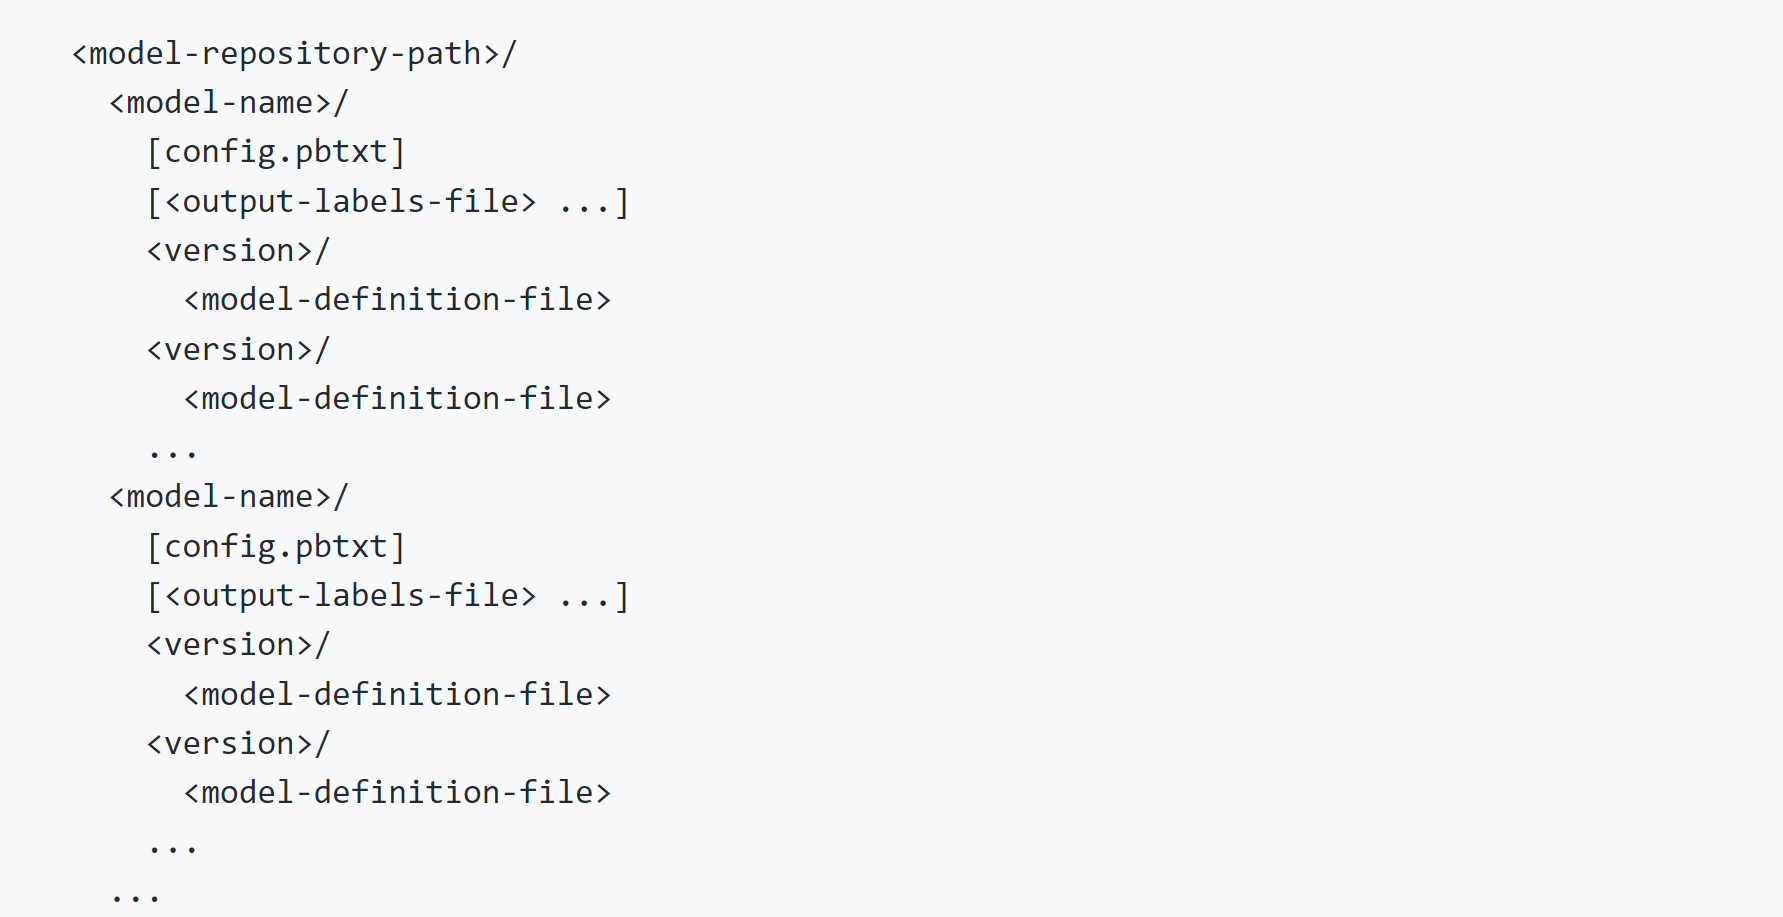 <model-repository-path>/
  <model-name>/
    [config.pbtxt]
    [<output-labels-file> ...]
    <version>/
      <model-definition-file>
    <version>/
      <model-definition-file>
    ...
  <model-name>/
    [config.pbtxt]
    [<output-labels-file> ...]
    <version>/
      <model-definition-file>
    <version>/
      <model-definition-file>
    ...
  ...